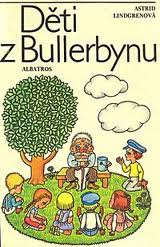 ASTRID
LINDGRENOVÁ
Děti
z Bullerbynu
ALBATROS